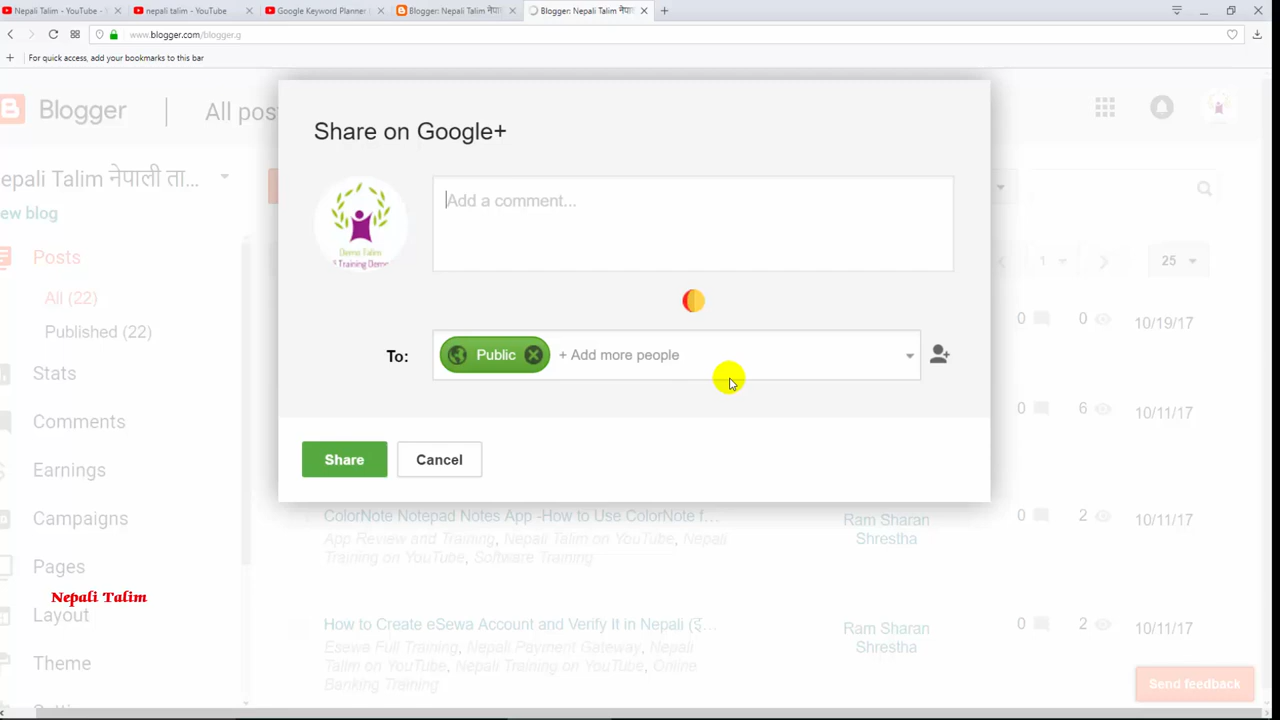 Nepali Talim - YouTube -
nepali talim - YouTube
Google Keyword Planner
Blogger: Nepali Talim
Blogger: Nepali Talim
www.blogger.com/blogger.g
For quick access, add your bookmarks to this bar
Blogger
All pos
Share on Google+
epali Talim नेपाली ता...
ew blog
Add a comment...
Demo Talim
Training Demo
Posts
1
25
All (22)
Published (22)
0 0 10/19/17
To:
Public
+ Add more people
Stats
0 6 10/11/17
Comments
Share
Cancel
Earnings
Campaigns
ColorNote Notepad Notes App -How to Use ColorNote f...
App Review and Training, Nepali Talim on YouTube, Nepali
Training on YouTube, Software Training
Ram Sharan
Shrestha
0 2 10/11/17
Pages
Nepali Talim
Layout
How to Create eSewa Account and Verify It in Nepali (ई...
Esewa Full Training, Nepali Payment Gateway, Nepali
Talim on YouTube, Nepali Training on YouTube, Online
Banking Training
Ram Sharan
Shrestha
0 2 10/11/17
Theme
Send feedback